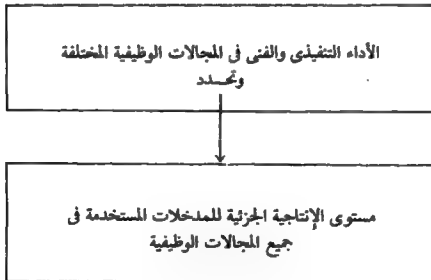 الأداء التنفيذى والفنى فى المجالات الوظيفية المختلفة
وتحـــدد
مستوى الإنتاجية الجزئية للمدخلات المستخدمة فى
جميع المجالات الوظيفية